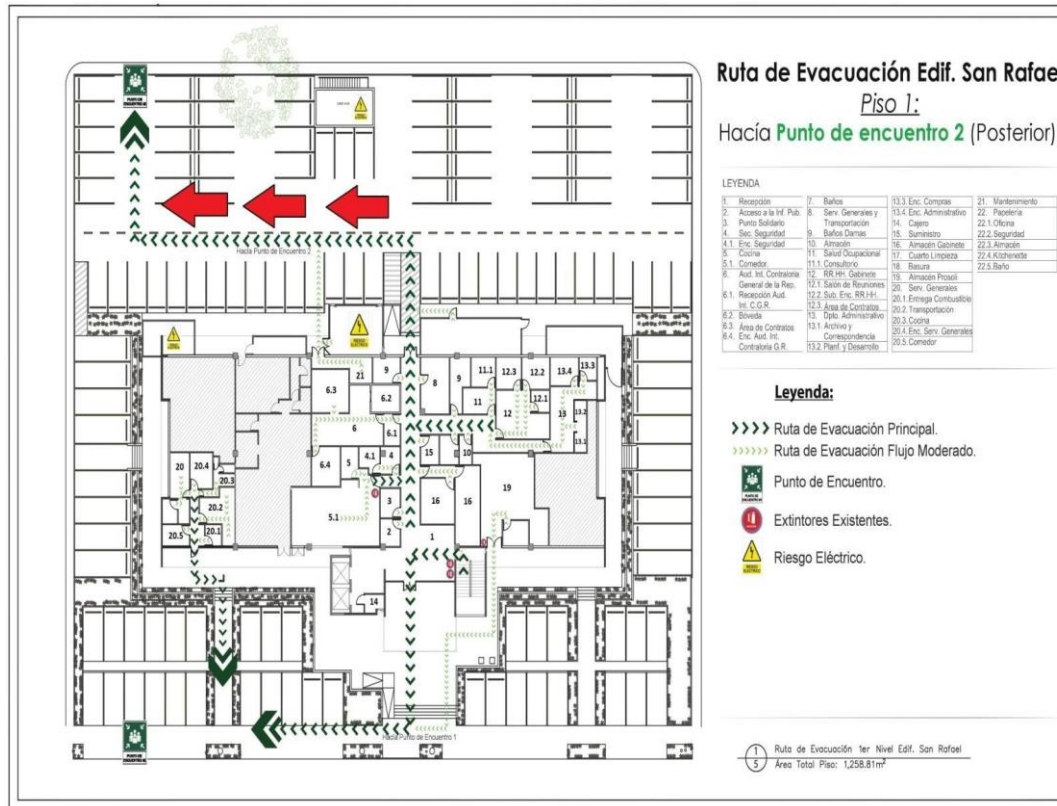 Ruta de Evacuación Edif. San Rafae
Piso 1:
Hacía Punto de encuentro 2 (Posterior)
LEYENDA
1. Recepción
2. Acceso a la Inf. Pub.
3. Punto Solidario
4. Sec. Seguridad
4.1. Enc. Seguridad
5. Cocina
5.1. Comedor.
6. Aud. Int. Contraloria
General de la Rep.
6.1. Recepción Aud.
Int. C.G.R.
6.2. Bóveda
6.3. Área de Contratos
6.4. Enc. Aud. Int.
Contraloria G.R.
7. Baños
8. Serv. Generales y
Transportación
9. Baños Damas
10. Almacén
11. Salud Ocupacional
11.1. Consultorio
12. RR.HH. Gabinete
12.1. Salón de Reuniones
12.2. Sub. Enc. RR.HH.
12.3. Área de Contratos
13. Dpto. Administrativo
13.1. Archivo y
Correspondencia
13.2 Planif. y Desarrollo
13.3. Enc. Compras
13.4. Enc. Administrativo
14. Cajero
15. Suministro
16. Almacén Gabinete
17. Cuarto Limpieza
18. Basura
19. Almacén Prosoli
20. Serv. Generales
20.1. Entrega Combustible
20.2. Transportación
20.3. Cocina
20.4. Enc. Serv. Generales
20.5. Comedor
21. Mantenimiento
22. Papelería
22.1. Oficina
22.2. Seguridad
22.3. Almacén
22.4. Kitchenette
22.5. Baño
Leyenda:
Ruta de Evacuación Principal.
Ruta de Evacuación Flujo Moderado.
Punto de Encuentro.
Extintores Existentes.
Riesgo Eléctrico.
1
5
Ruta de Evacuación 1er Nivel Edif. San Rafael
Área Total Piso: 1,258.81m²
PUNTO DE
Hacia Punto de Encuentro 2
RIESGO
ELÉCTRICO
21
9
6.3
6.2
6
6.1
6.4
5
4.1
4
5.1
3
2
1
8
9
11.1
12.3
12.2
13.4
13.3
11
12
12.1
13
13.2
13.1
15
10
16
16
19
20
20.4
20.3
20.2
20.1
20.5
14
Hacia Punto de Encuentro 1
PUNTO DE